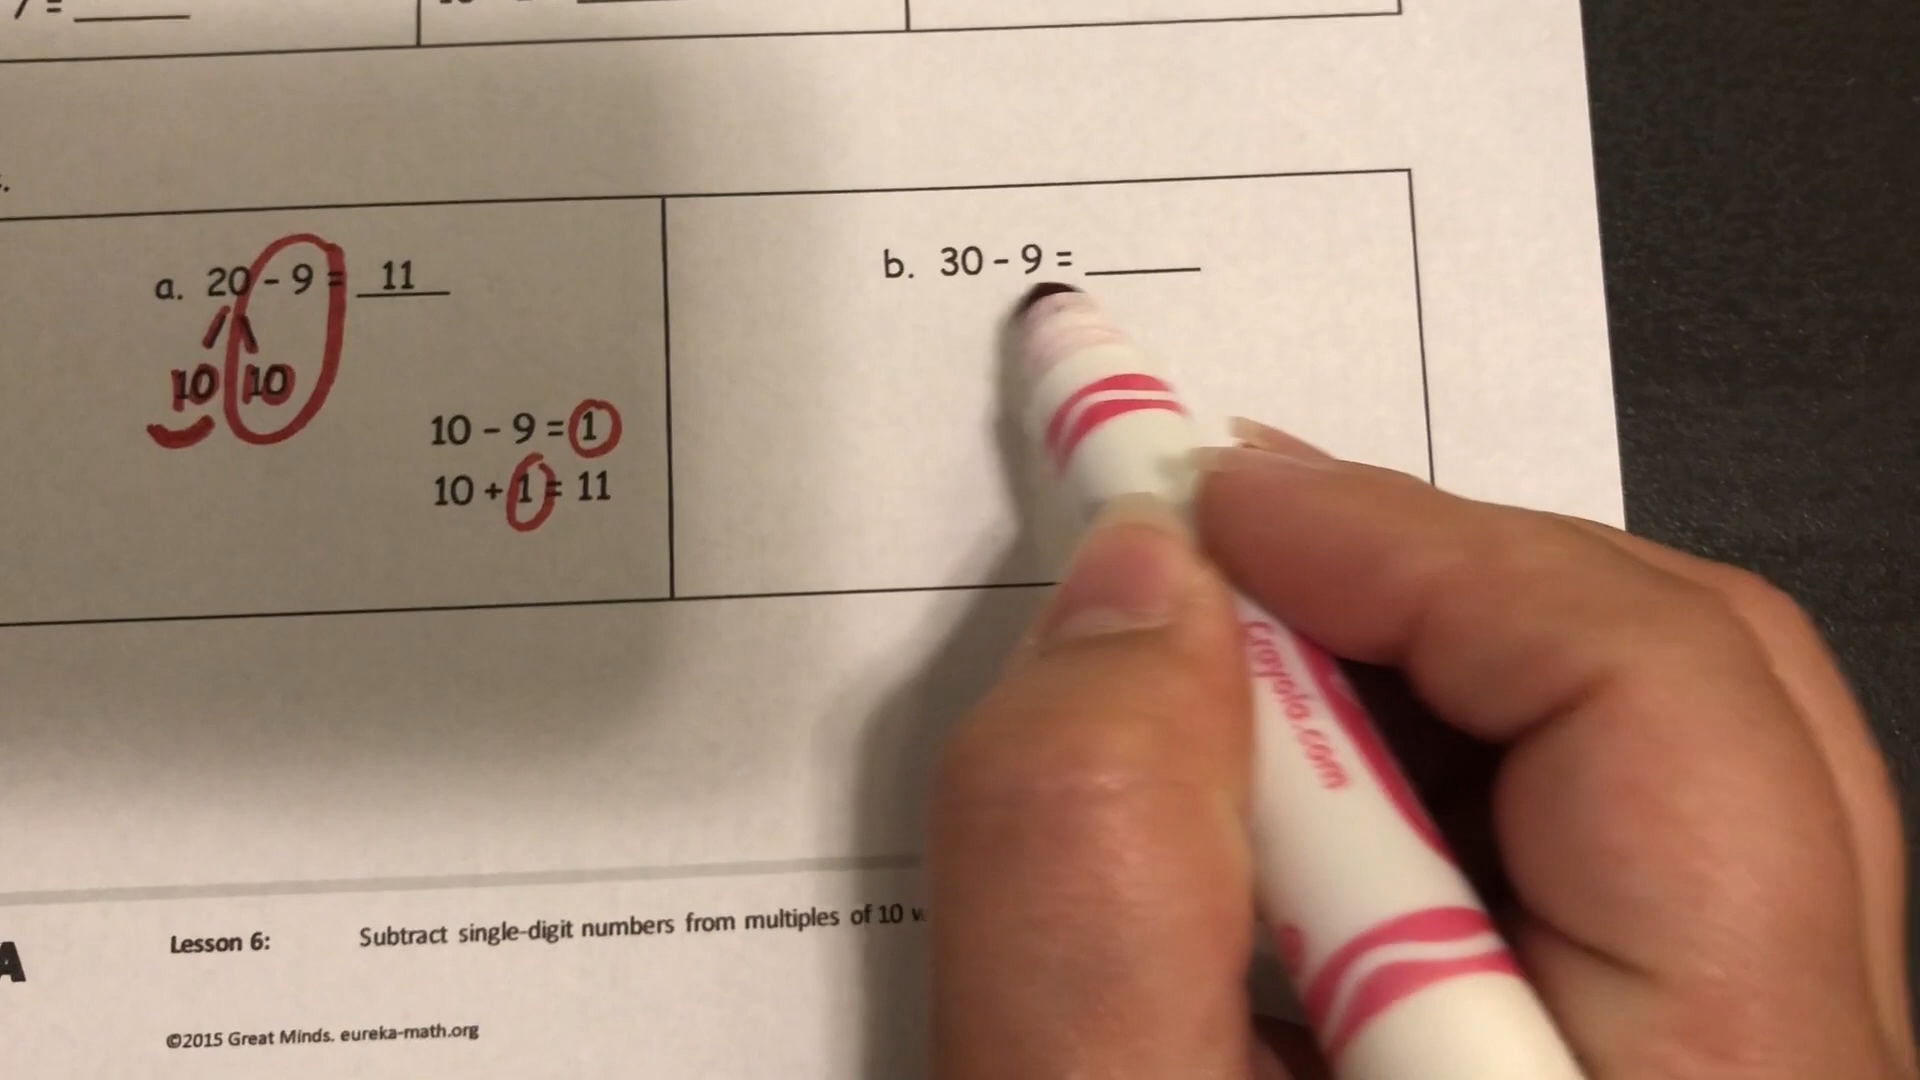 =
a. 20 - 9 = 11
10 10
10 - 9 = 1
10 + 1 = 11
b. 30 - 9 = _____
crayola.com
Lesson 6: Subtract single-digit numbers from multiples of 10
A
©2015 Great Minds. eureka-math.org